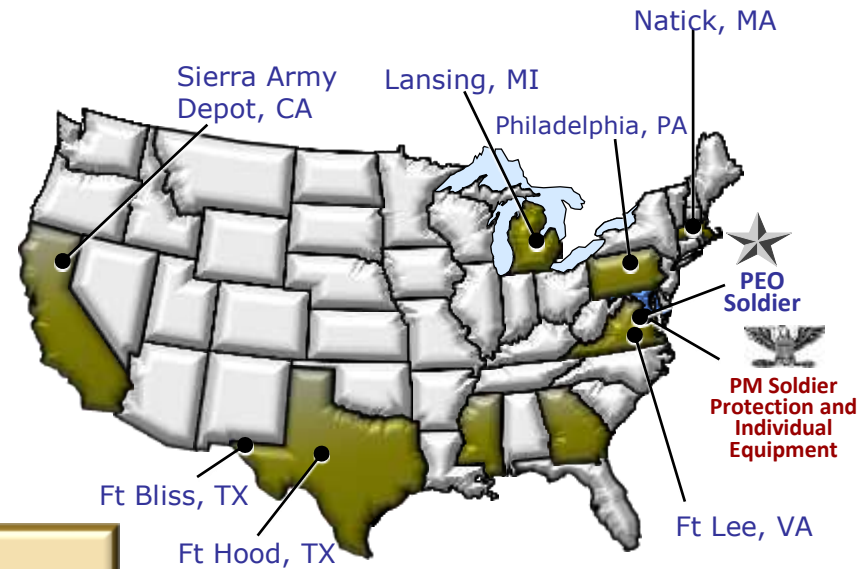 Natick, MA
Sierra Army
Depot, CA
Lansing, MI
Philadelphia, PA
PEO
Soldier
PM Soldier
Protection and
Individual
Equipment
Ft Bliss, TX
Ft Lee, VA
Ft Hood, TX